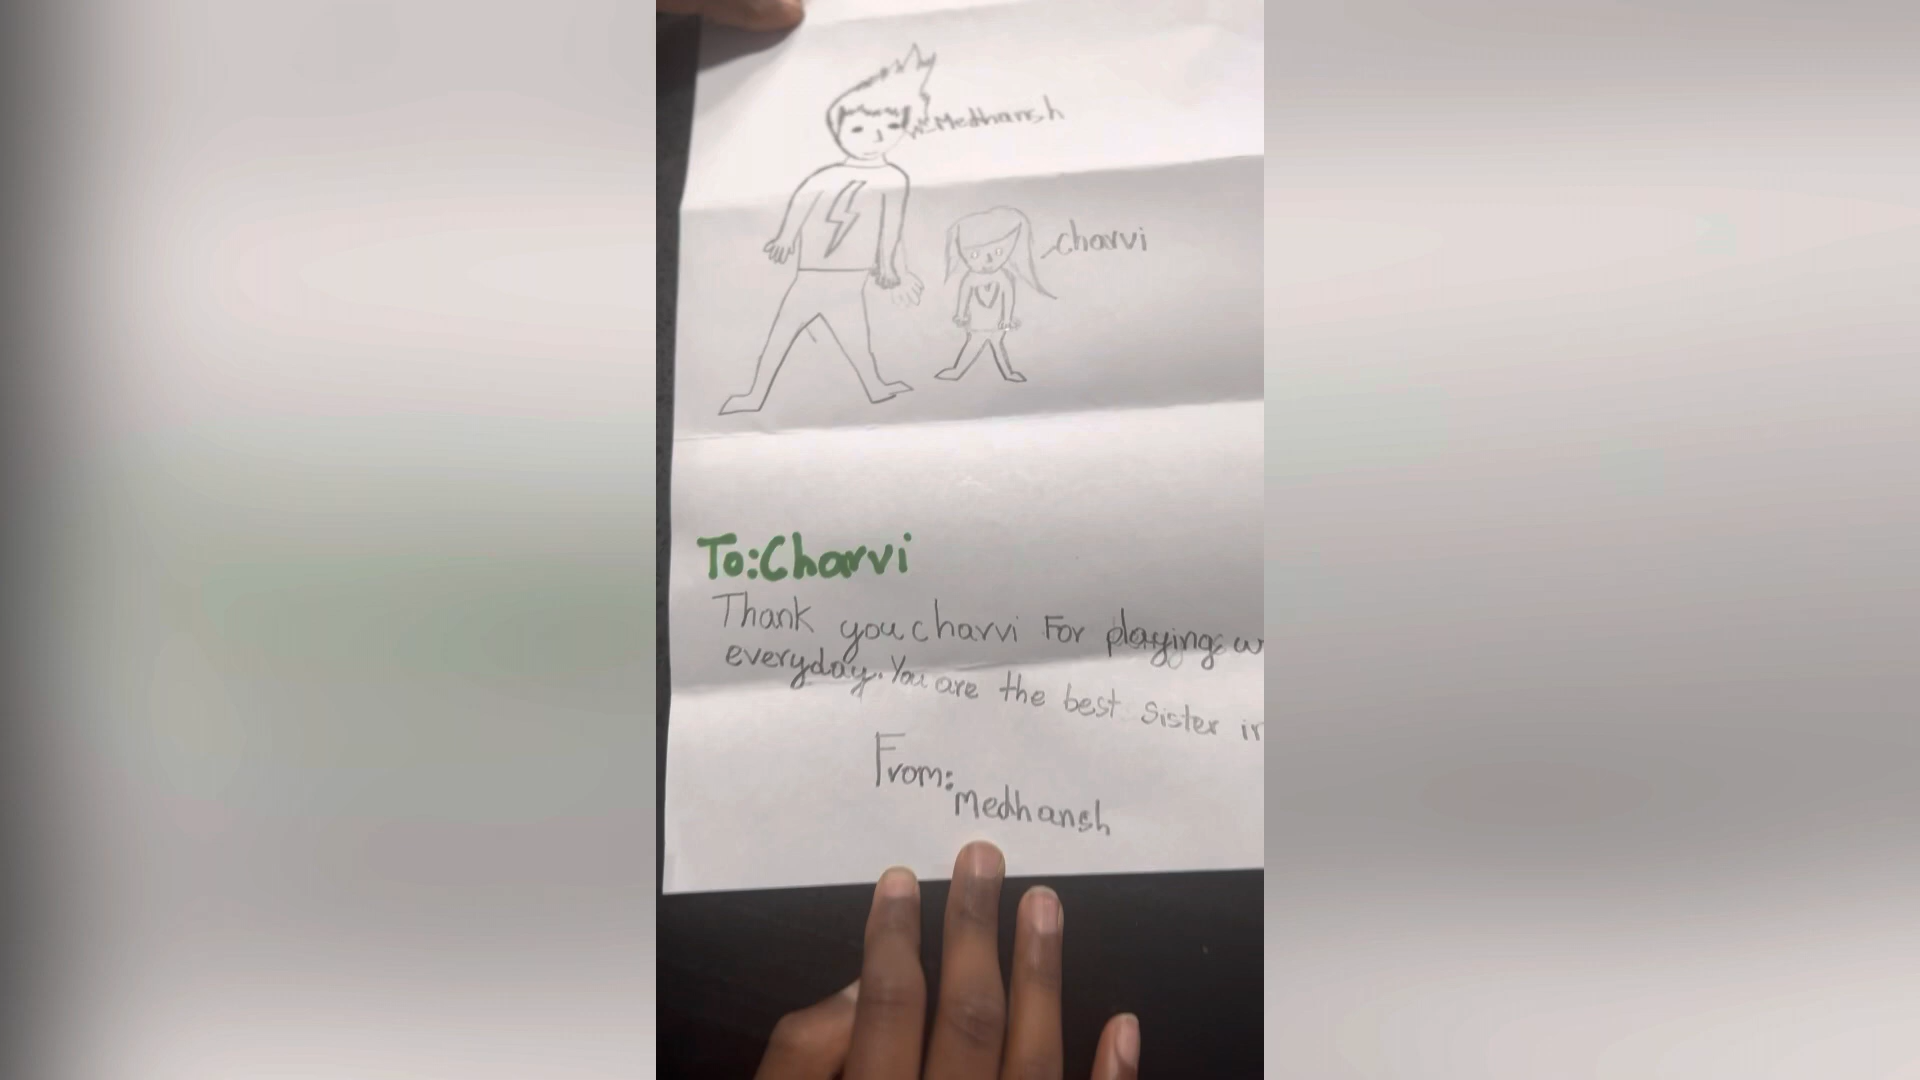 Medhansh
charvi
To:Charvi
Thank you charvi For playing
everyday. You are the best Sister
From:
Medhansh